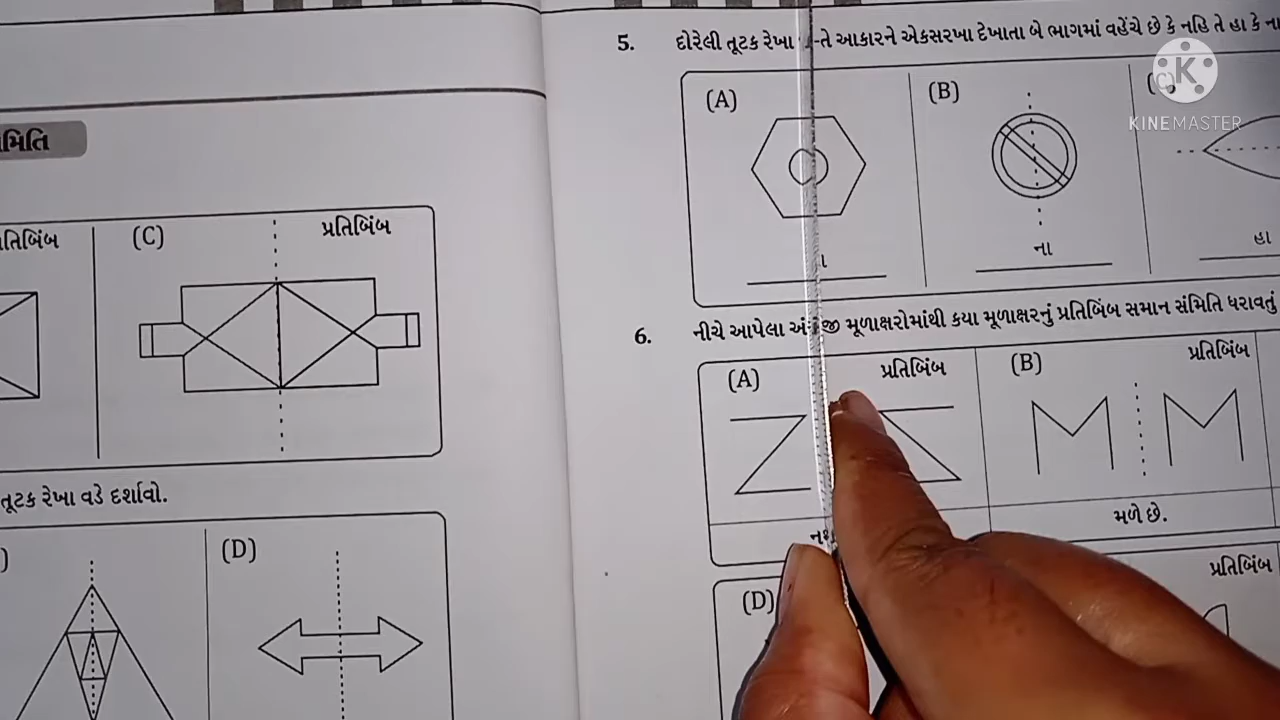 (C) પ્રતિબિંબ
તૂટક રેખા વડે દર્શાવો.
(D)
5. દોરેલી તૂટક રેખા આકારને એકસરખા દેખાતા બે ભાગમાં વહેંચે છે કે નહિ તે હા કે
(A) (B) (C)
ના હા
KINEMASTER
6. નીચે આપેલા મૂળાક્ષરોમાંથી કયા મૂળાક્ષરનું પ્રતિબિંબ સમાન સંમિતિ ધરાવતું
(A) પ્રતિબિંબ (B) પ્રતિબિંબ
મળે છે.
(D) પ્રતિબિંબ